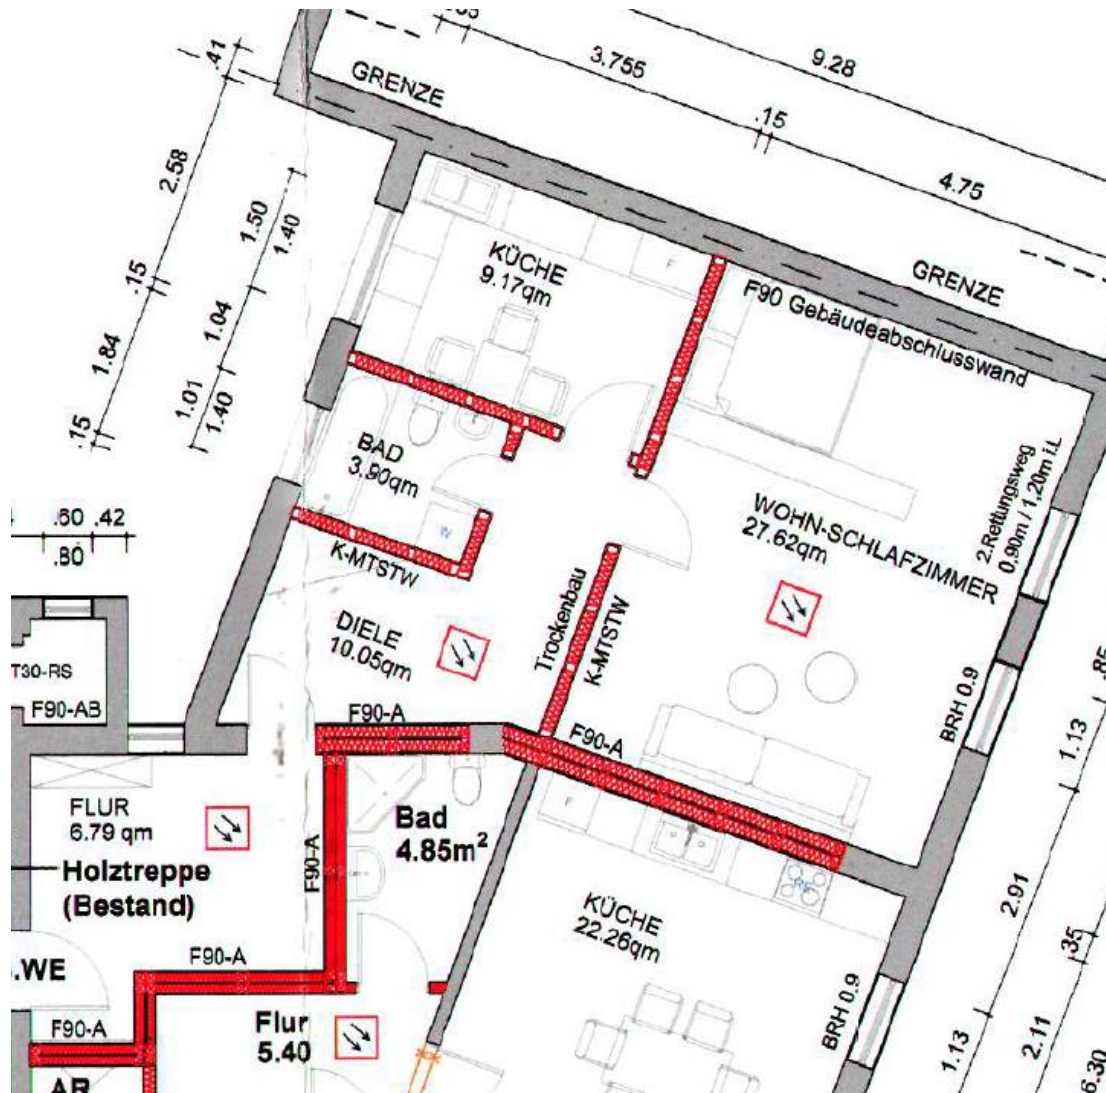 9.28
3.755
.15
4.75
GRENZE
GRENZE
.41
2.58
.15
1.84
.15
1.50
1.40
1.04
1.01
1.40
KÜCHE
9.17qm
F
F90 Gebäudeabschlusswand
BAD
3.90qm
W
K-MTSTW
WOHN-SCHLAFZIMMER
27.62qm
2.Rettungsweg
0,90m / 1,20m i.L
.60 .42
.80
DIELE
10.05qm
Trockenbau
K-MTSTW
T30-RS
F90-AB
F90-A
F90-A
BRH 0.9
.85
1.13
FLUR
6.79 qm
Holztreppe
(Bestand)
F90-A
Bad
4.85m²
F
KÜCHE
22.26qm
2.91
.35
.WE
F90-A
F90-A
Flur
5.40
BRH 0.9
1.13
2.11
6.30
AR